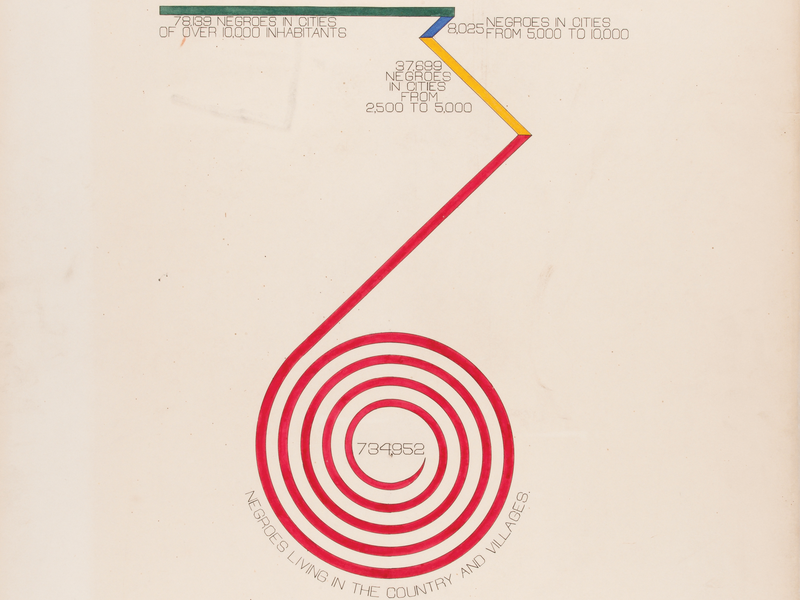 78,139 NEGROES IN CITIES
OF OVER 10,000 INHABITANTS
8,025 NEGROES IN CITIES
FROM 5,000 TO 10,000
37,699
NEGROES
IN CITIES
FROM
2,500 TO 5,000
734,952
NEGROES LIVING IN THE COUNTRY AND VILLAGES.